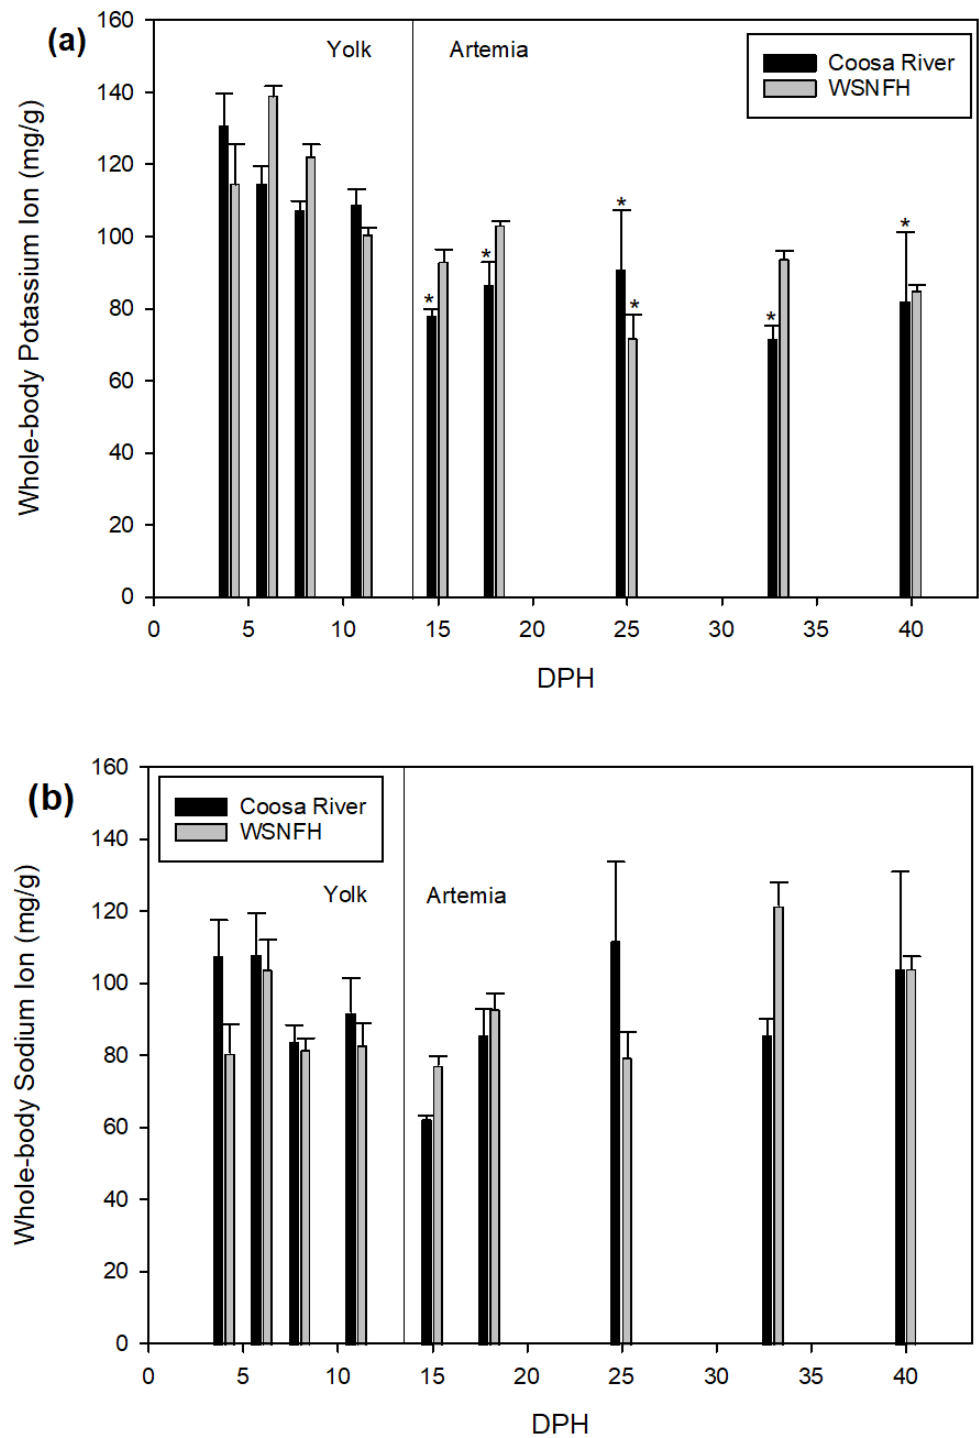 (a)
Yolk
Artemia
Coosa River
WSNFH
Whole-body Potassium Ion (mg/g)
160
140
120
100
80
60
40
20
0
*
*
*
*
*
*
0 5 10 15 20 25 30 35 40
DPH
(b)
Coosa River
WSNFH
Yolk
Artemia
Whole-body Sodium Ion (mg/g)
160
140
120
100
80
60
40
20
0
0 5 10 15 20 25 30 35 40
DPH